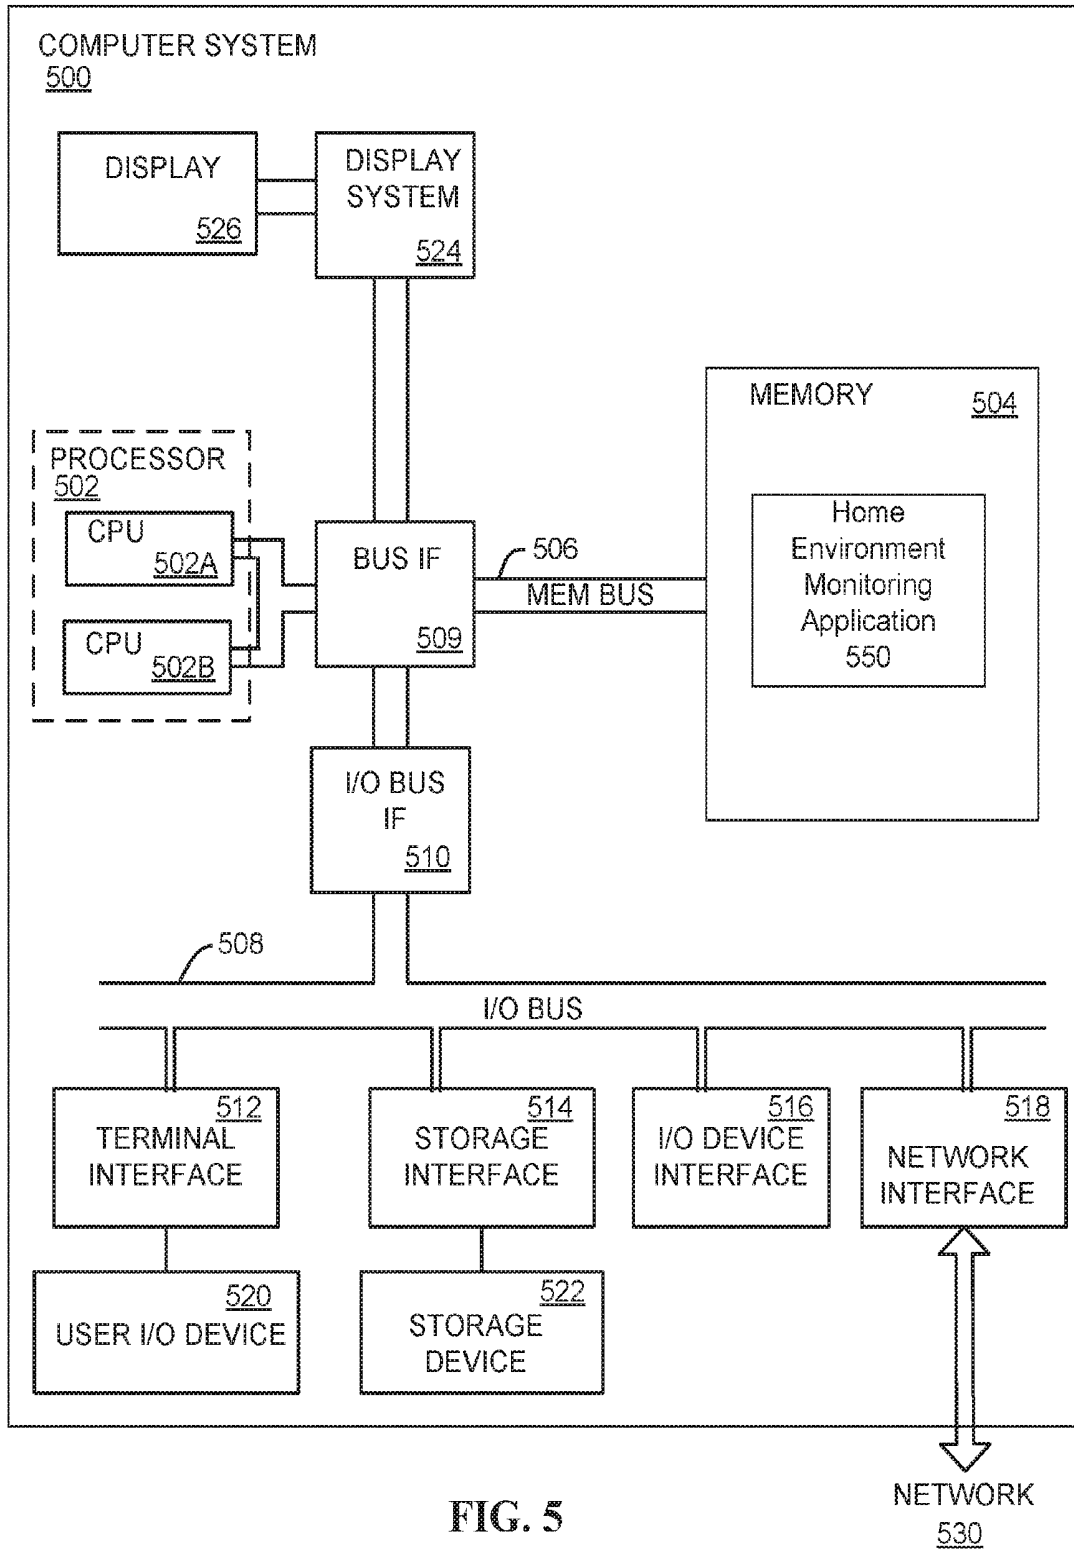 COMPUTER SYSTEM
500
DISPLAY
526
DISPLAY
SYSTEM
524
MEMORY
504
Home
Environment
Monitoring
Application
550
PROCESSOR
502
CPU
502A
CPU
502B
BUS IF
509
506
MEM BUS
I/O BUS
IF
510
508
I/O BUS
512
TERMINAL
INTERFACE
514
STORAGE
INTERFACE
516
I/O DEVICE
INTERFACE
518
NETWORK
INTERFACE
520
USER I/O DEVICE
522
STORAGE
DEVICE
NETWORK
530
FIG. 5